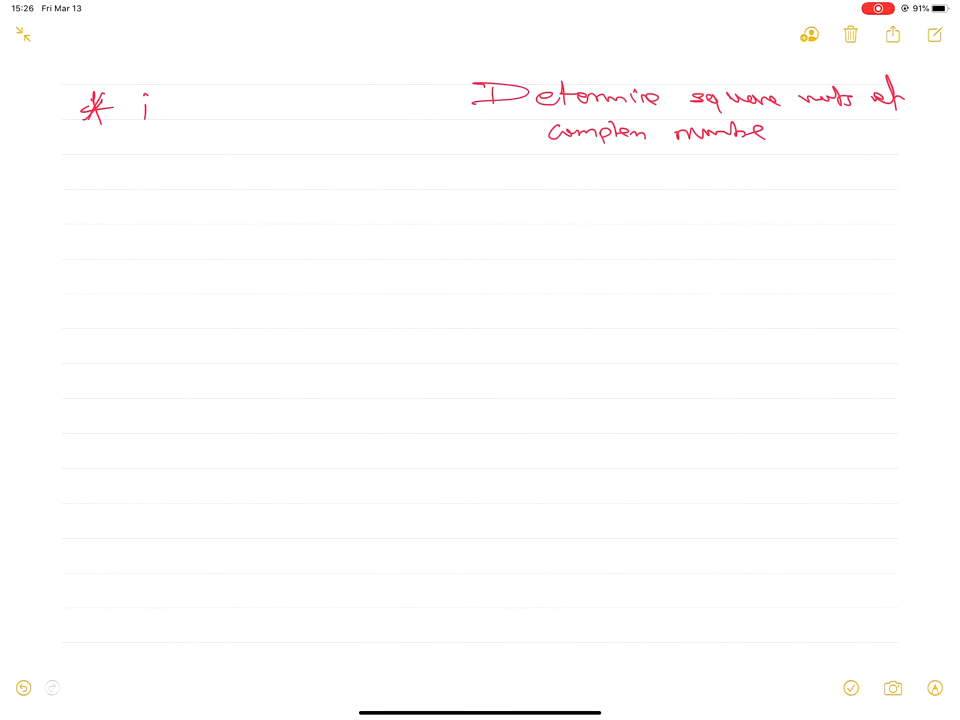 15:26 Fri Mar 13
91%
* i
Determine square roots of
complex number